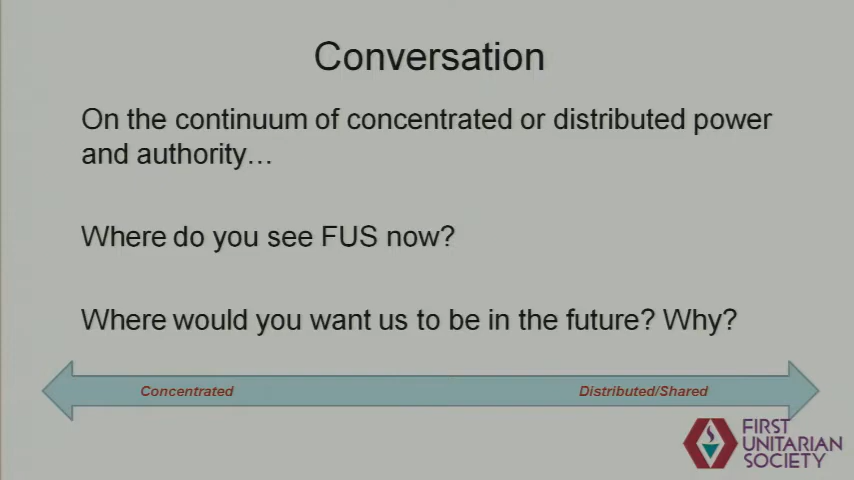 Conversation
On the continuum of concentrated or distributed power
and authority...
Where do you see FUS now?
Where would you want us to be in the future? Why?
Concentrated
Distributed/Shared
FIRST
UNITARIAN
SOCIETY